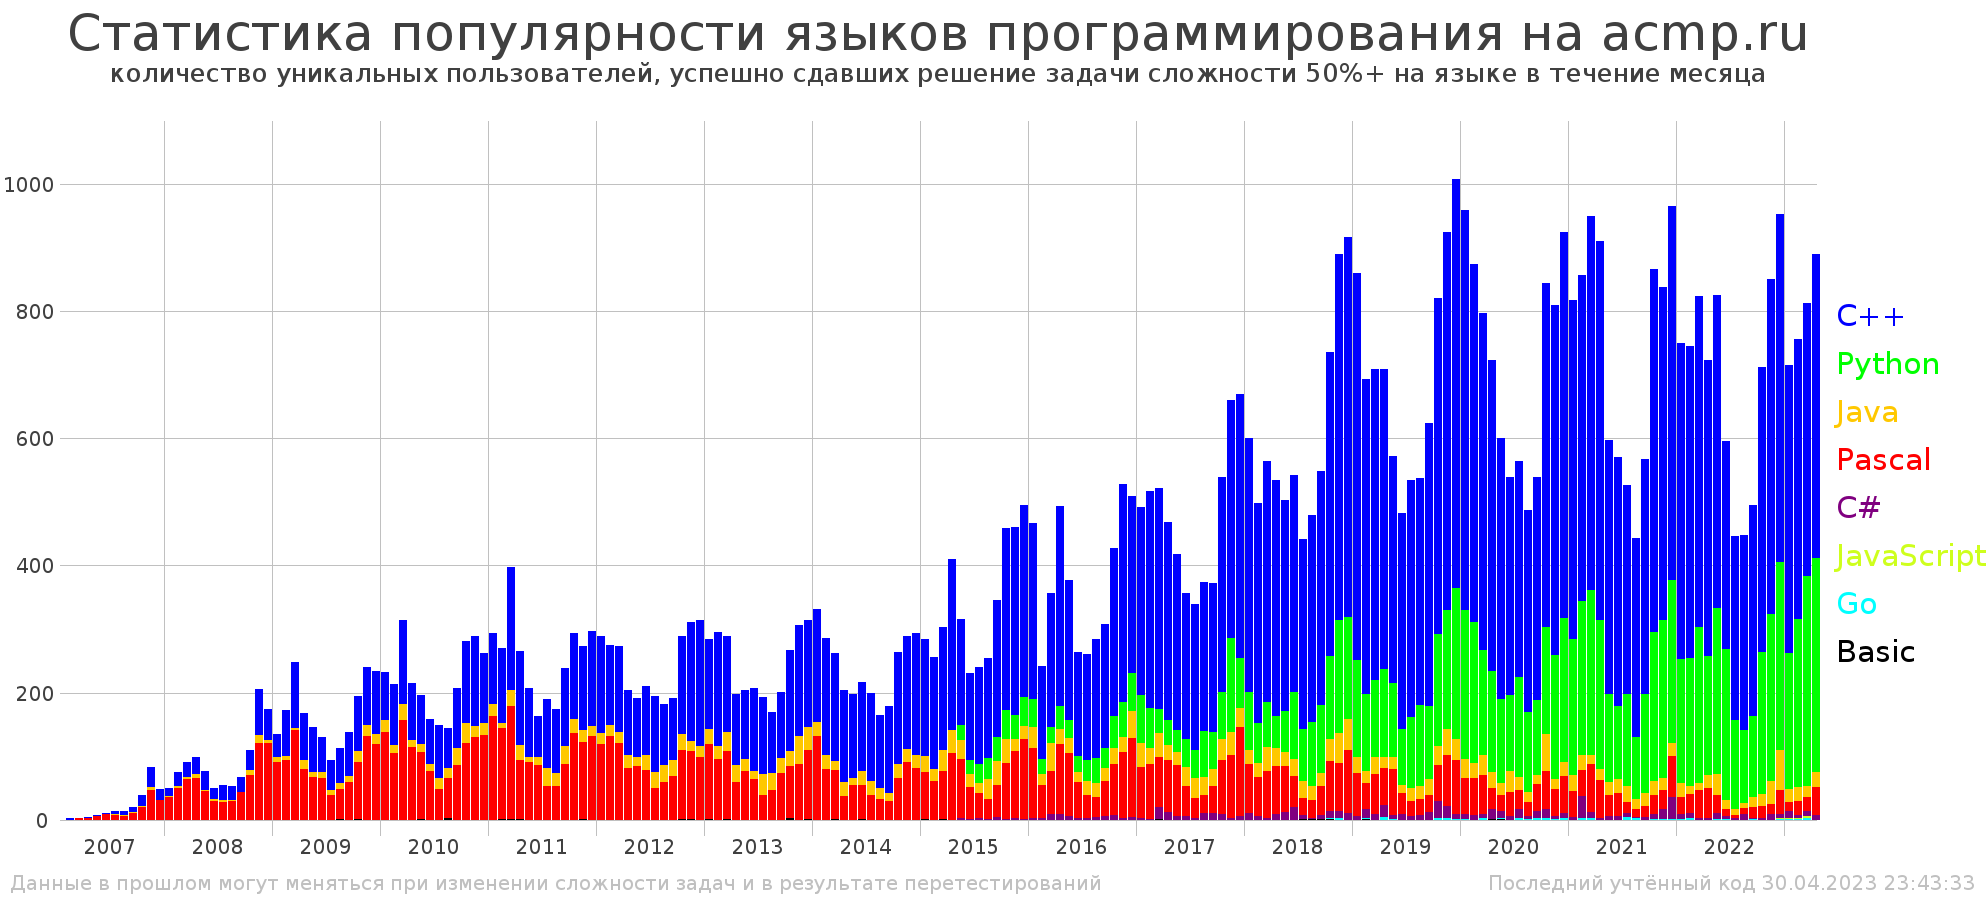 Статистика популярности языков программирования на acmp.ru
количество уникальных пользователей, успешно сдавших решение задачи сложности 50%+ на языке в течение месяца
1000
800
600
400
200
0
C++
Python
Java
Pascal
C#
JavaScript
Go
Basic
2007 2008 2009 2010 2011 2012 2013 2014 2015 2016 2017 2018 2019 2020 2021 2022
Данные в прошлом могут меняться при изменении сложности задач и в результате перетестирований
Последний учтённый код 30.04.2023 23:43:33